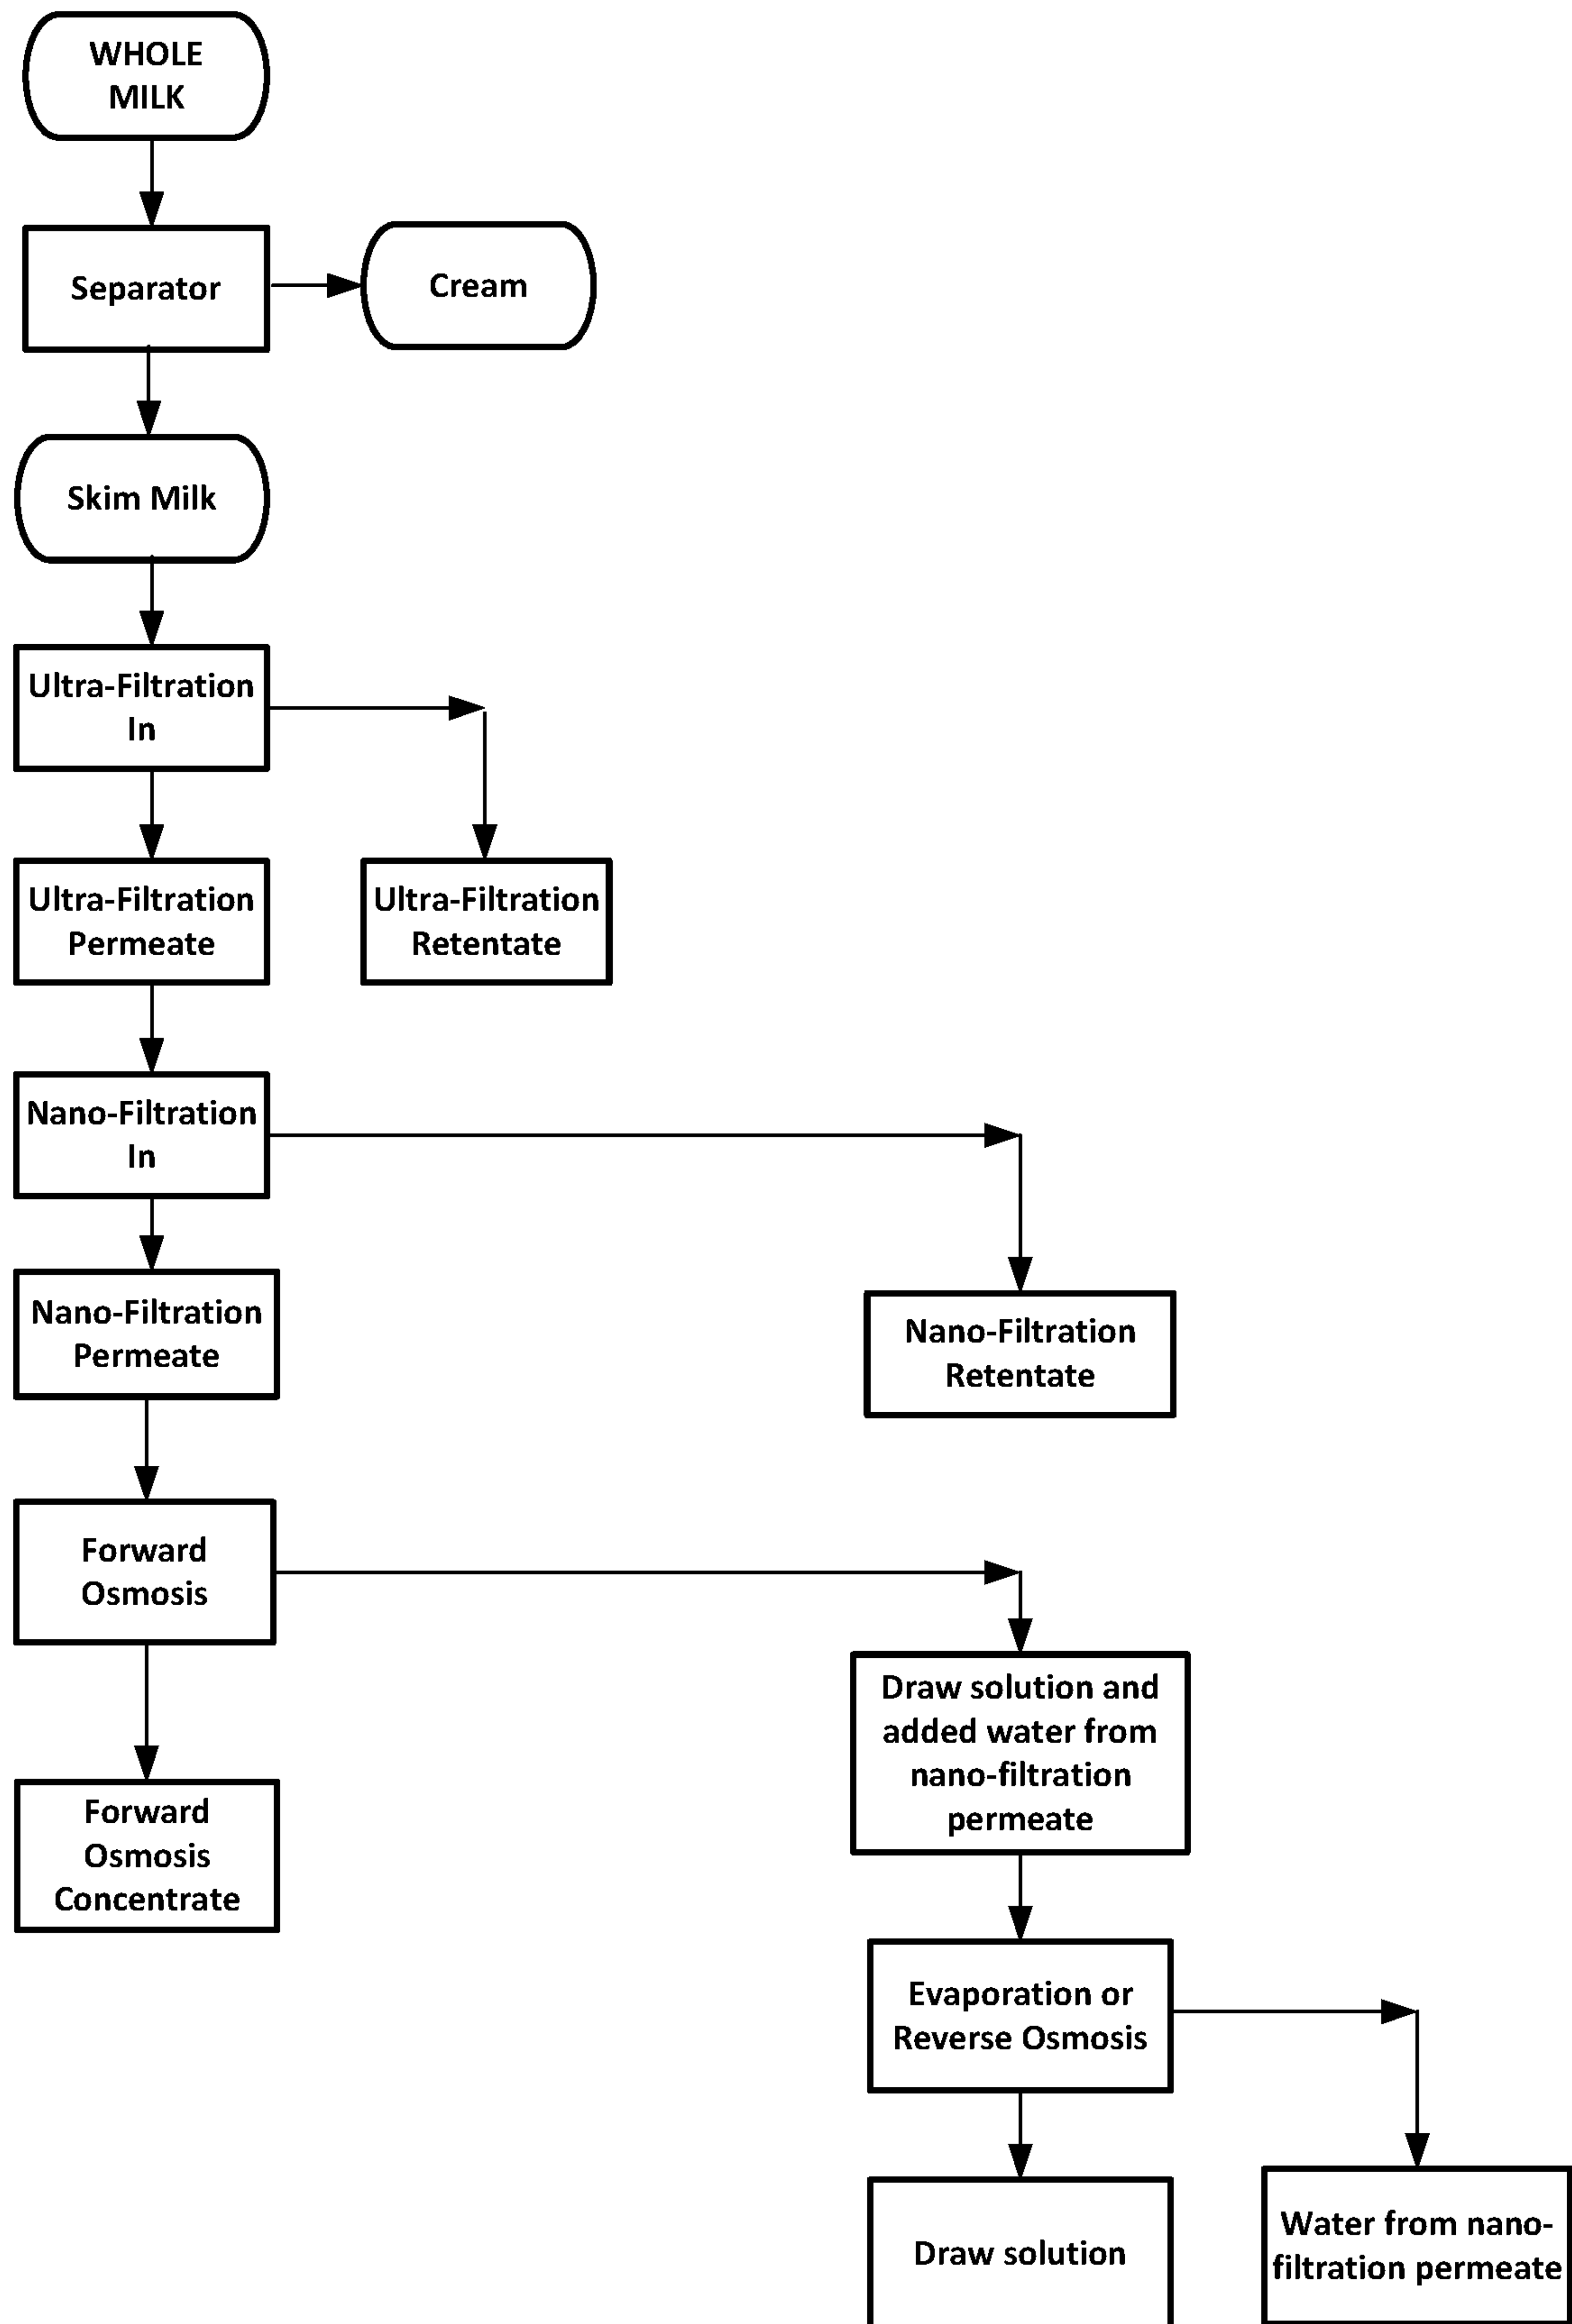 WHOLE
MILK
Separator
Cream
Skim Milk
Ultra-Filtration
In
Ultra-Filtration
Permeate
Ultra-Filtration
Retentate
Nano-Filtration
In
Nano-Filtration
Permeate
Nano-Filtration
Retentate
Forward
Osmosis
Draw solution and
added water from
nano-filtration
permeate
Forward
Osmosis
Concentrate
Evaporation or
Reverse Osmosis
Draw solution
Water from nano-
filtration permeate